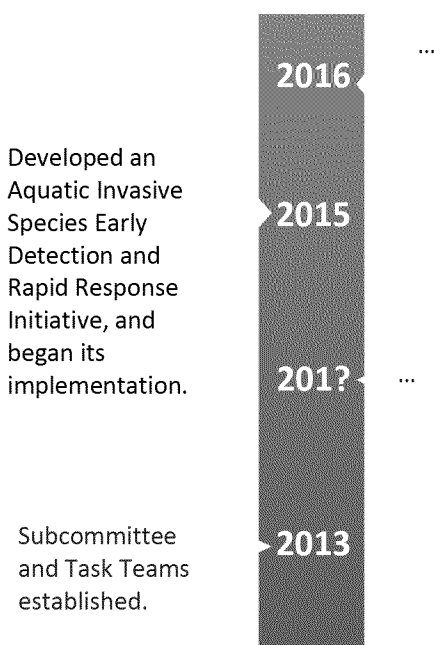 ...
2016
Developed an
Aquatic Invasive
Species Early
Detection and
Rapid Response
Initiative, and
began its
implementation.
2015
201?
...
Subcommittee
and Task Teams
established.
2013